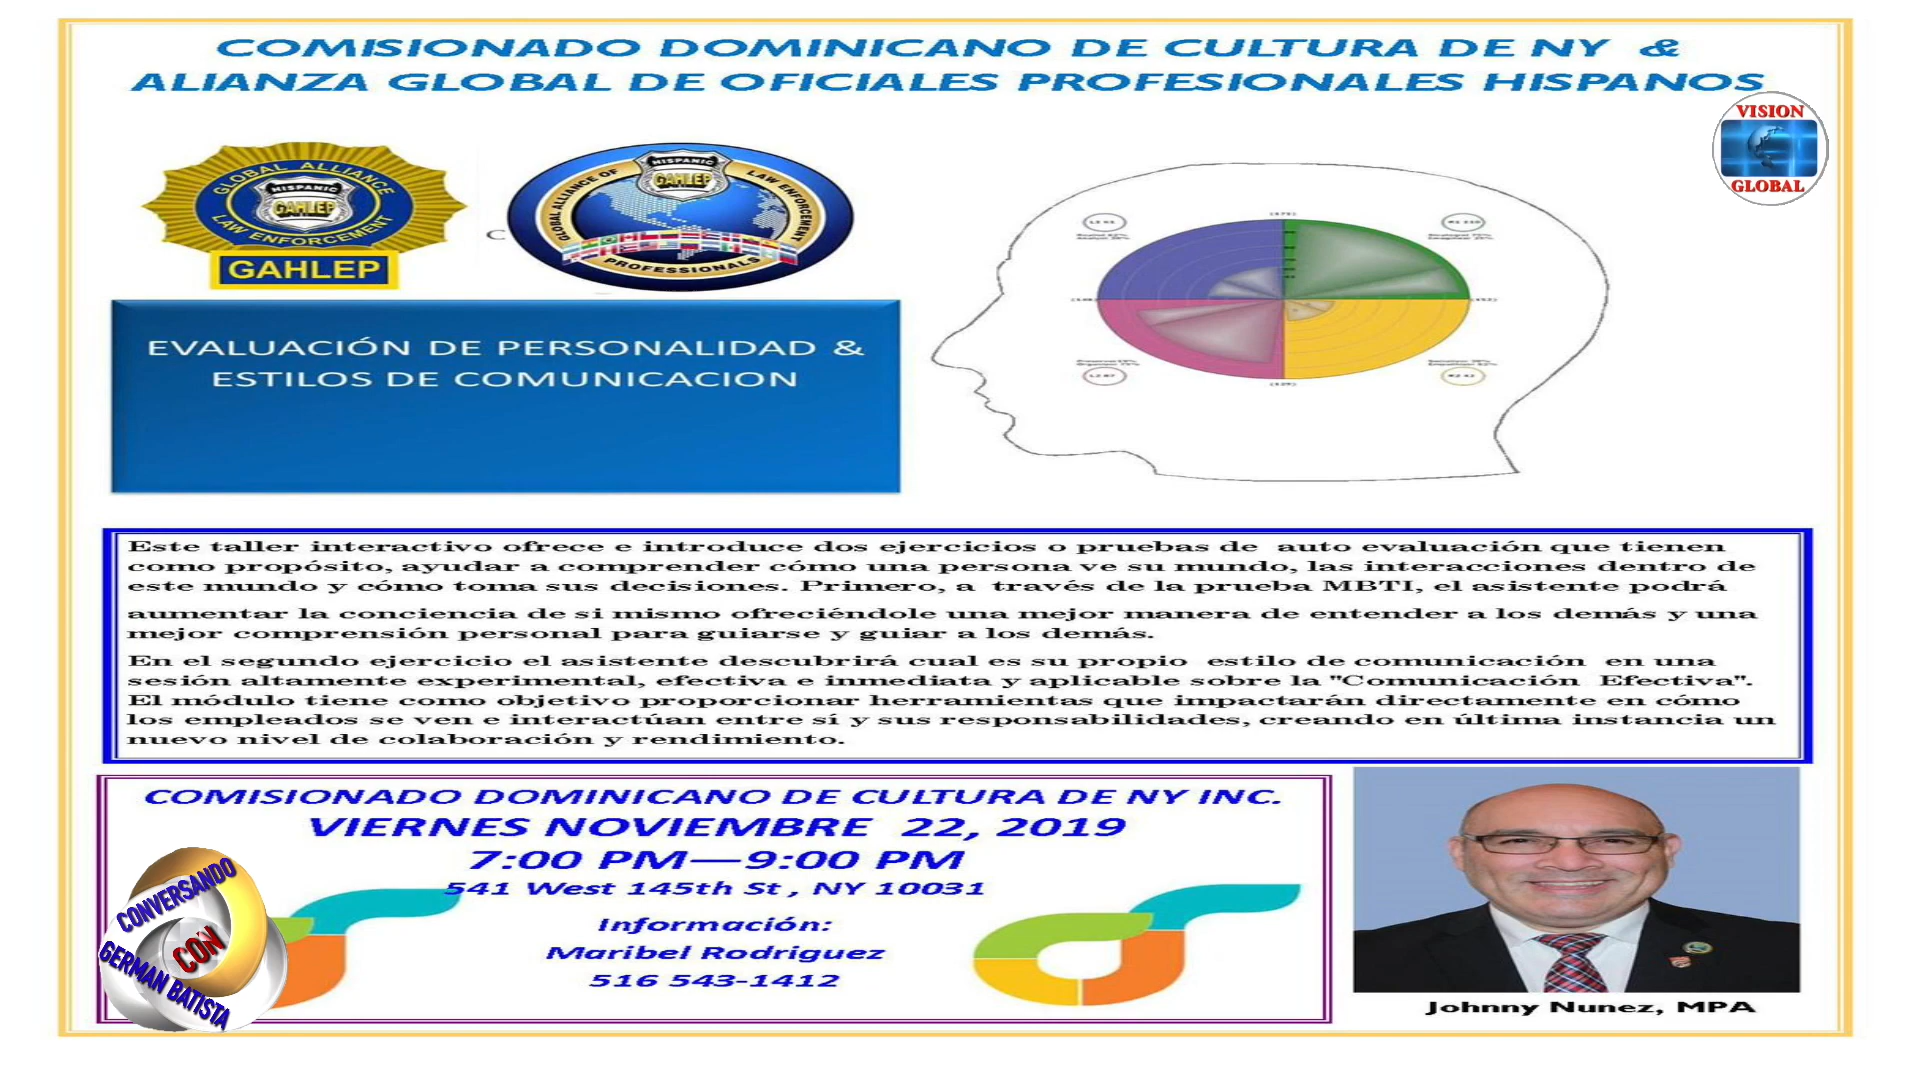 COMISIONADO DOMINICANO DE CULTURA DE NY &
ALIANZA GLOBAL DE OFICIALES PROFESIONALES HISPANOS
VISION
GLOBAL
GLOBAL ALLIANCE
HISPANIC
GAHLEP
LAW ENFORCEMENT
GAHLEP
C
GLOBAL ALLIANCE OF
HISPANIC
GAHLEP
LAW ENFORCEMENT
PROFESSIONALS
EVALUACIÓN DE PERSONALIDAD &
ESTILOS DE COMUNICACION
Este taller interactivo ofrece e introduce dos ejercicios o pruebas de auto evaluación que tienen
como propósito, ayudar a comprender cómo una persona ve su mundo, las interacciones dentro de
este mundo y cómo toma sus decisiones. Primero, a través de la prueba MBTI, el asistente podrá
aumentar la conciencia de si mismo ofreciéndole una mejor manera de entender a los demás y una
mejor comprensión personal para guiarse y guiar a los demás.
En el segundo ejercicio el asistente descubrirá cual es su propio estilo de comunicación en una
sesión altamente experimental, efectiva e inmediata y aplicable sobre la "Comunicación Efectiva".
El módulo tiene como objetivo proporcionar herramientas que impactarán directamente en cómo
los empleados se ven e interactúan entre sí y sus responsabilidades, creando en última instancia un
nuevo nivel de colaboración y rendimiento.
COMISIONADO DOMINICANO DE CULTURA DE NY INC.
VIERNES NOVIEMBRE 22, 2019
7:00 PM—9:00 PM
541 West 145th St , NY 10031
Información:
Maribel Rodriguez
516 543-1412
CONVERSANDO
CON
GERMAN BATISTA
Johnny Nunez, MPA